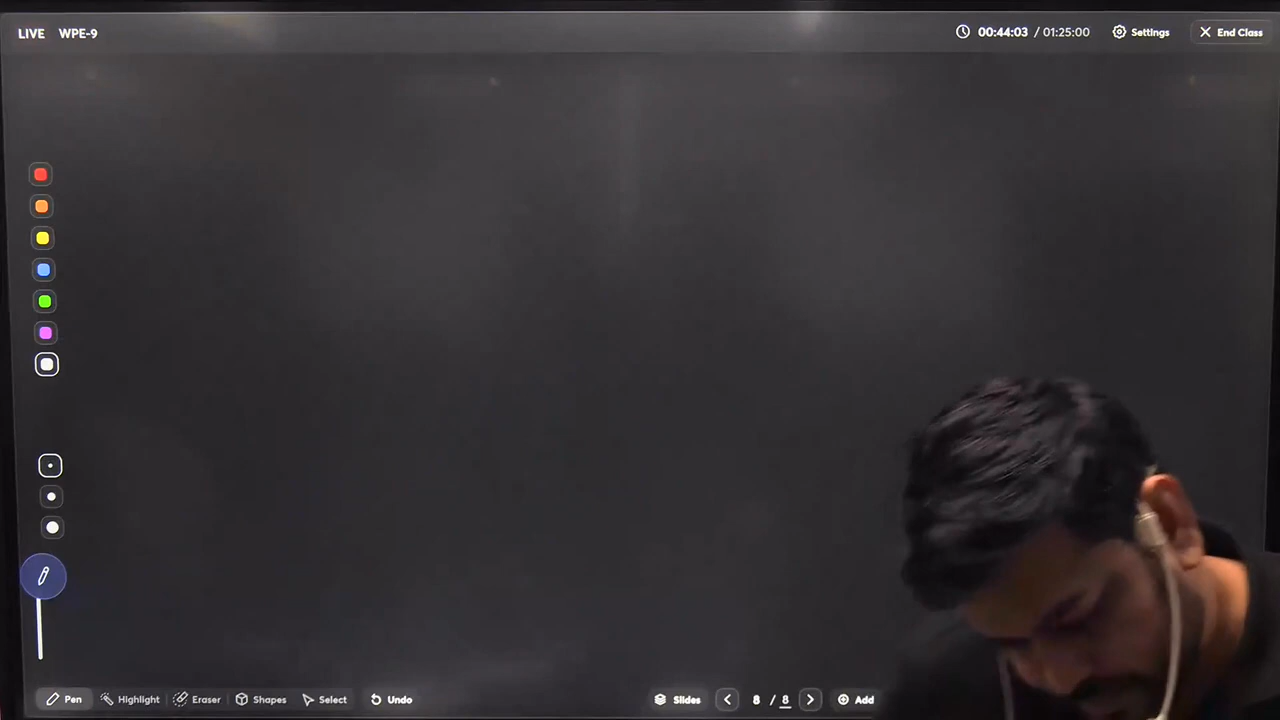 LIVE WPE-9 00:44:03 / 01:25:00 Settings End Class
Pen Highlight Eraser Shapes Select Undo Slides 8 / 8 Add